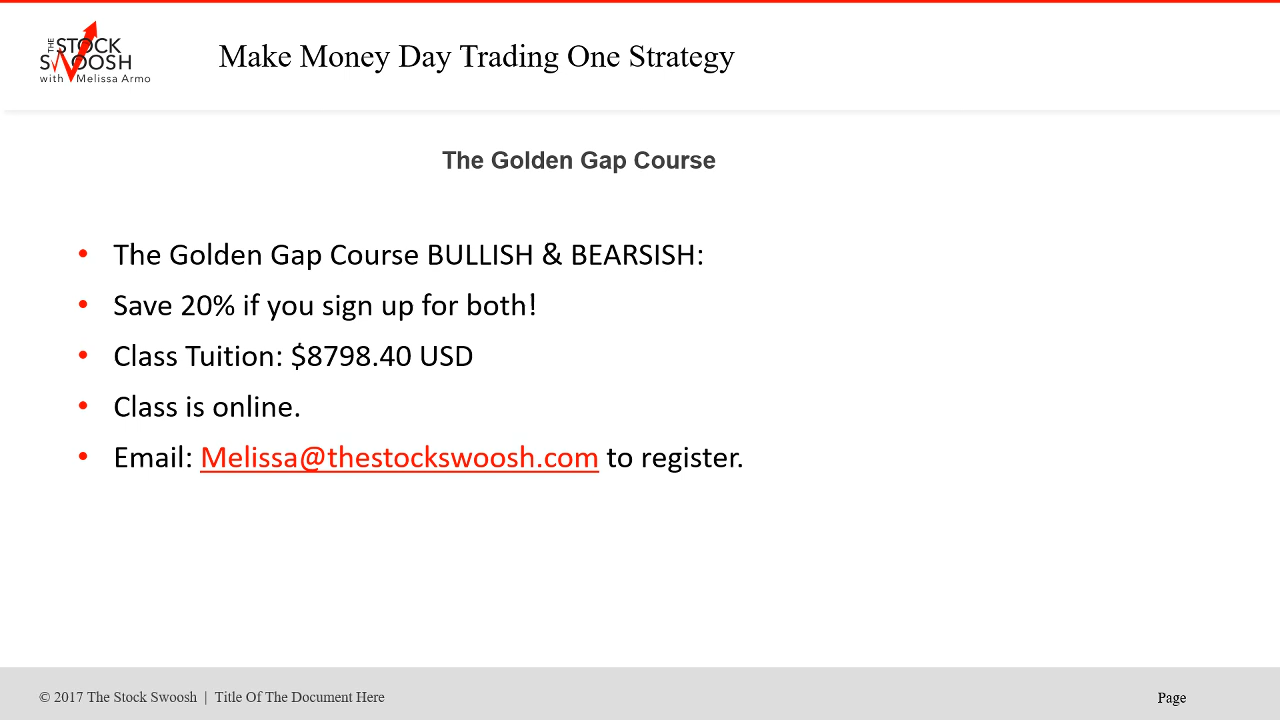 THE STOCK
SWOOSH
with Melissa Armo
Make Money Day Trading One Strategy
The Golden Gap Course
• The Golden Gap Course BULLISH & BEARSISH:
• Save 20% if you sign up for both!
• Class Tuition: $8798.40 USD
• Class is online.
• Email: Melissa@thestockswoosh.com to register.
© 2017 The Stock Swoosh | Title Of The Document Here
Page